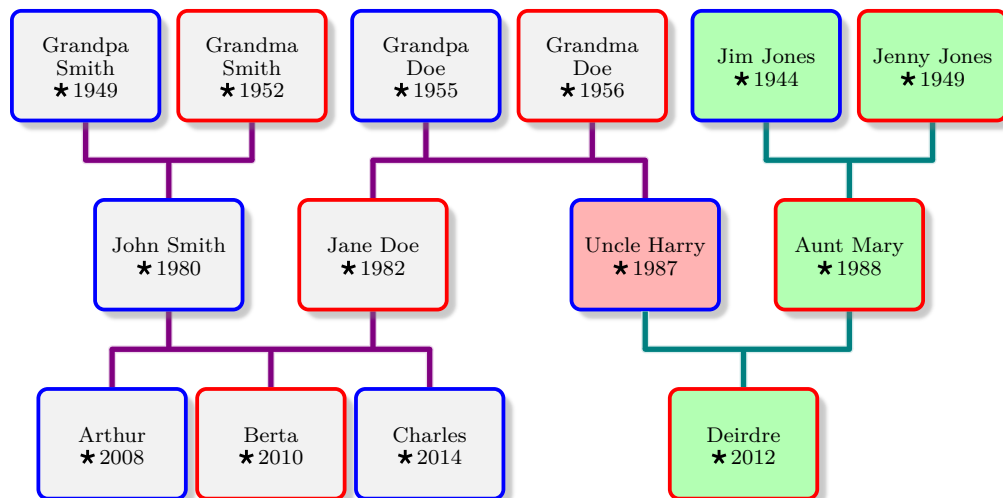 Grandpa
Smith
★ 1949
Grandma
Smith
★ 1952
Grandpa
Doe
★ 1955
Grandma
Doe
★ 1956
Jim Jones
★ 1944
Jenny Jones
★ 1949
John Smith
★ 1980
Jane Doe
★ 1982
Uncle Harry
★ 1987
Aunt Mary
★ 1988
Arthur
★ 2008
Berta
★ 2010
Charles
★ 2014
Deirdre
★ 2012